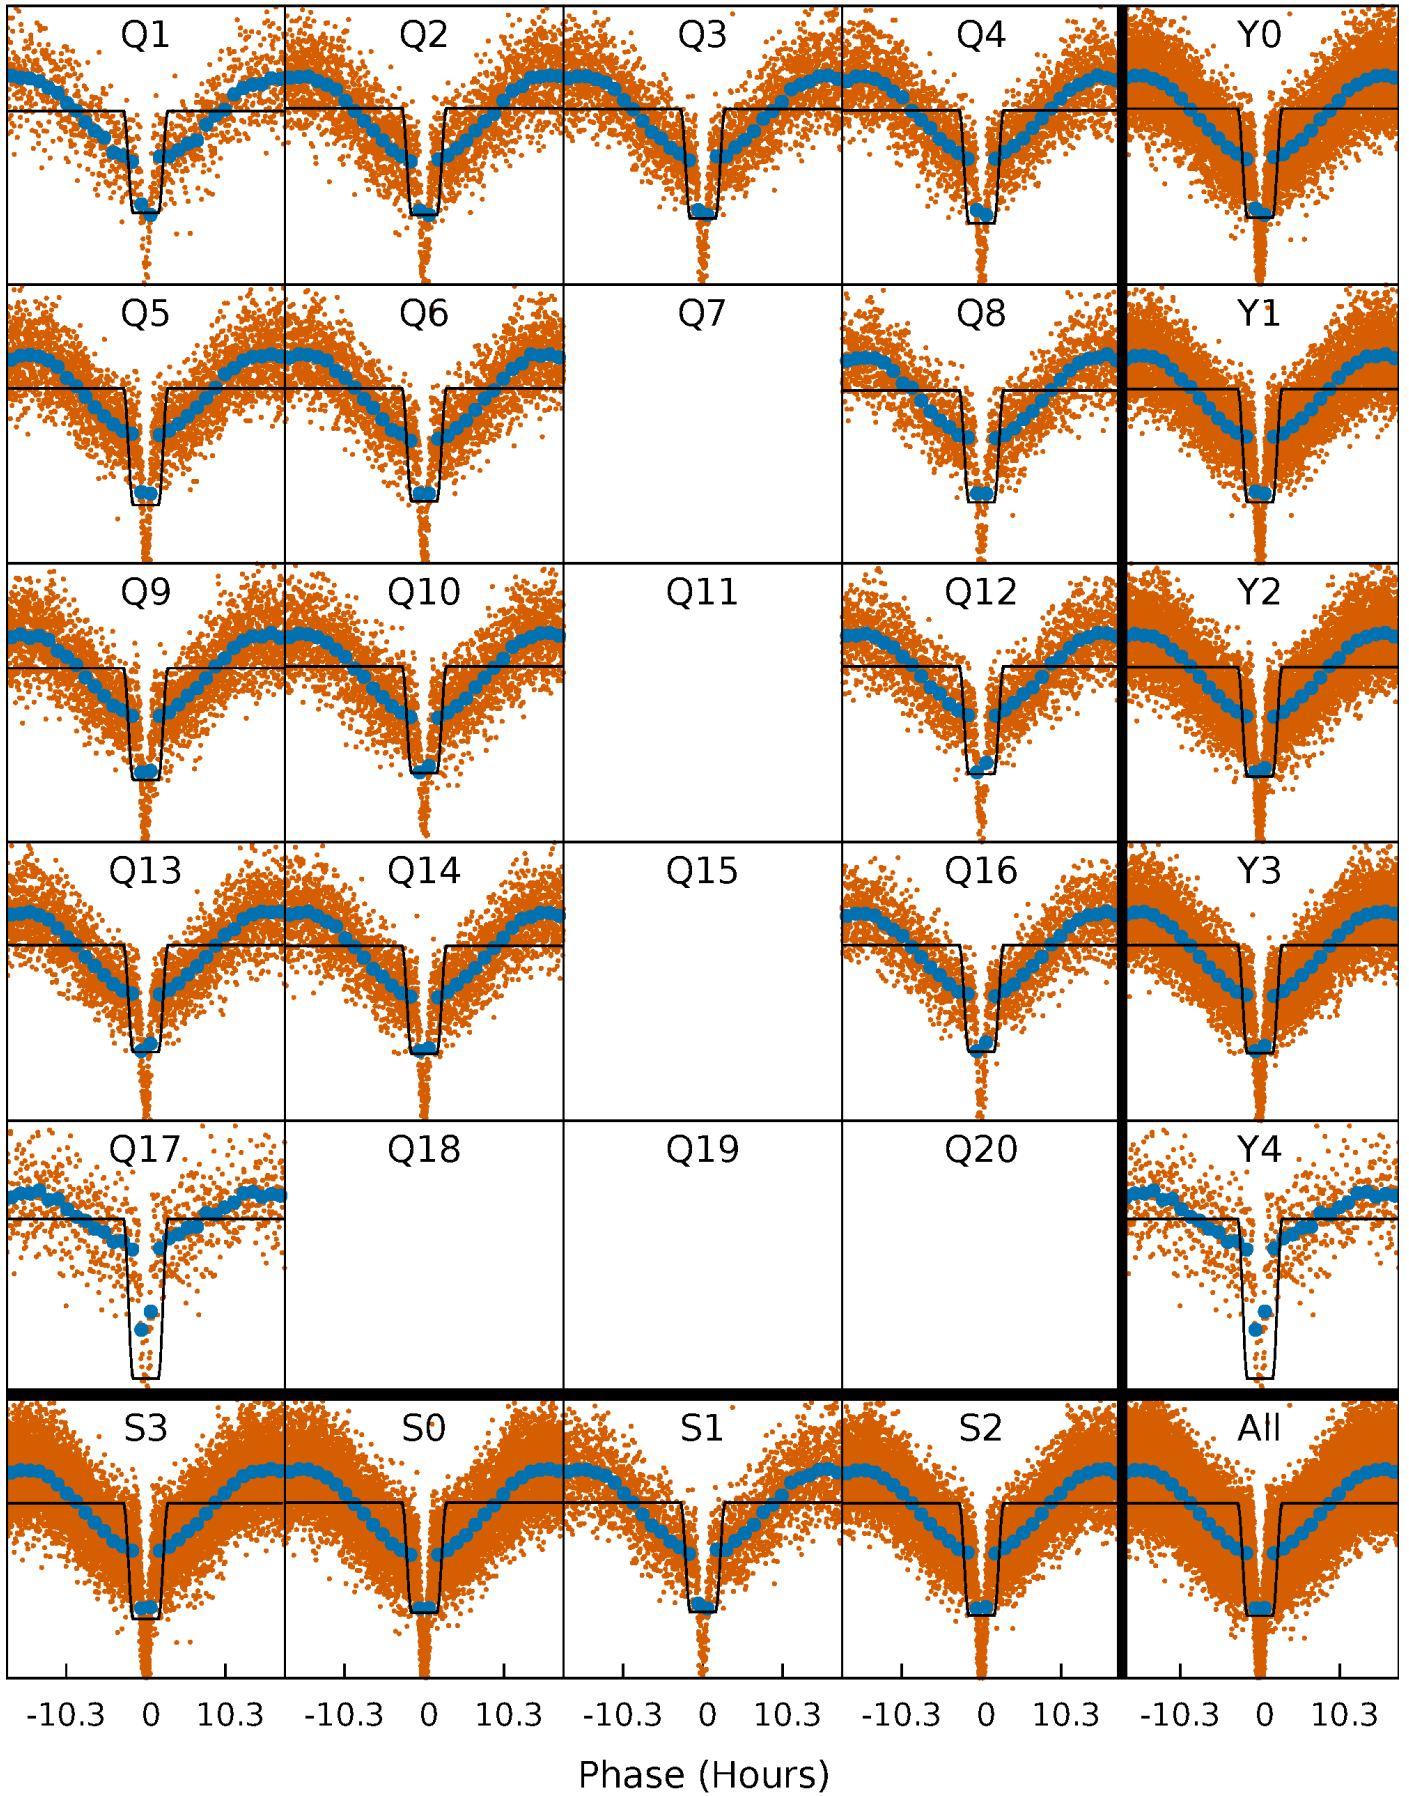 Q1 Q2 Q3 Q4 Y0
Q5 Q6 Q7 Q8 Y1
Q9 Q10 Q11 Q12 Y2
Q13 Q14 Q15 Q16 Y3
Q17 Q18 Q19 Q20 Y4
S3 S0 S1 S2 All
-10.3 0 10.3 -10.3 0 10.3 -10.3 0 10.3 -10.3 0 10.3 -10.3 0 10.3
Phase (Hours)